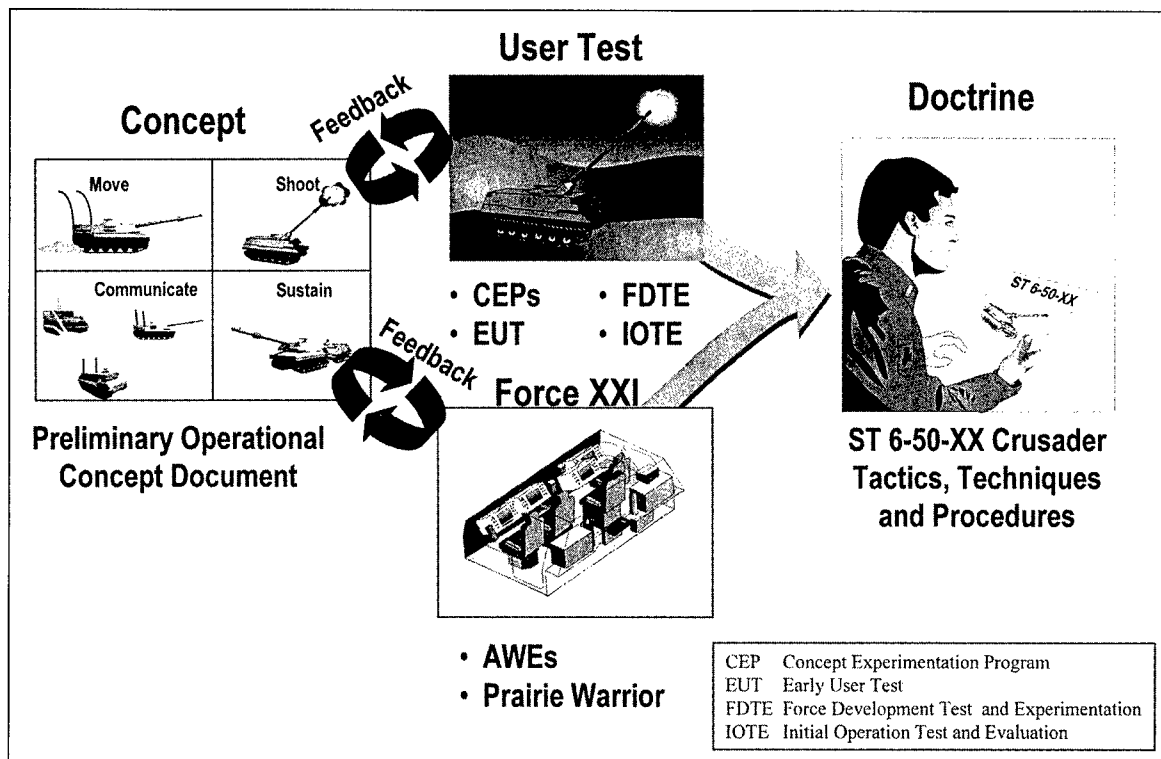 User Test
Doctrine
Concept
Feedback
Move
Shoot
Communicate
Sustain
Feedback
• CEPs • FDTE
• EUT • IOTE
ST 6-50-XX
Force XXI
Preliminary Operational
Concept Document
ST 6-50-XX Crusader
Tactics, Techniques
and Procedures
• AWEs
• Prairie Warrior
CEP Concept Experimentation Program
EUT Early User Test
FDTE Force Development Test and Experimentation
IOTE Initial Operation Test and Evaluation